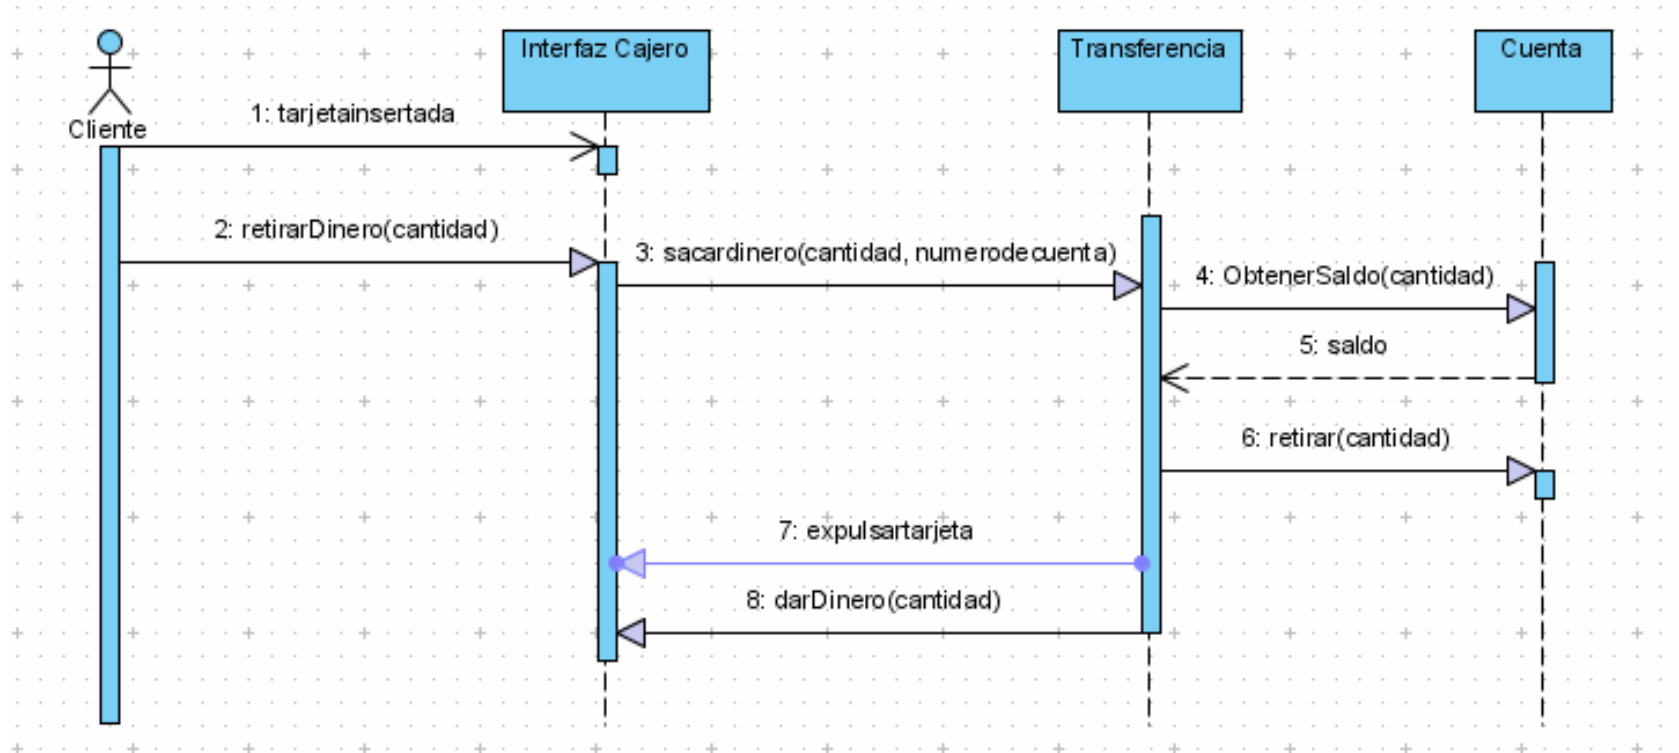 Interfaz Cajero
Transferencia
Cuenta
Cliente
1: tarjetainsertada
2: retirarDinero(cantidad)
3: sacardinero(cantidad, numerodecuenta)
4: ObtenerSaldo(cantidad)
5: saldo
6: retirar(cantidad)
7: expulsartarjeta
8: darDinero(cantidad)